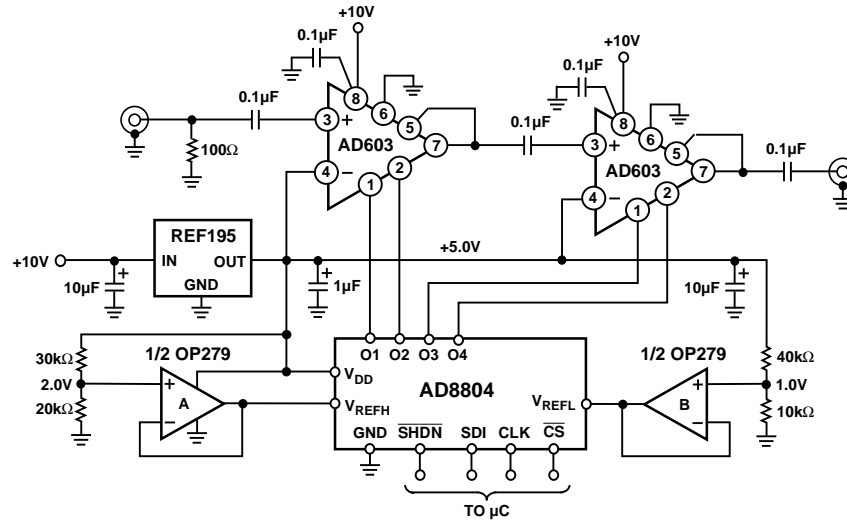 +10V
0.1µF
8
6
5
0.1µF
3
+
AD603
7
100Ω
4
–
2
1
+10V
0.1µF
8
6
5
0.1µF
3
+
AD603
7
0.1µF
4
–
2
1
REF195
+10V
IN
OUT
GND
+5.0V
10µF
+
1µF
+
10µF
+
O1 O2 O3 O4
30kΩ
1/2 OP279
2.0V
20kΩ
+
A
–
V_DD
AD8804
V_REFH
V_REFL
GND
SHDN
SDI
CLK
CS
TO µC
1/2 OP279
40kΩ
1.0V
10kΩ
+
B
–